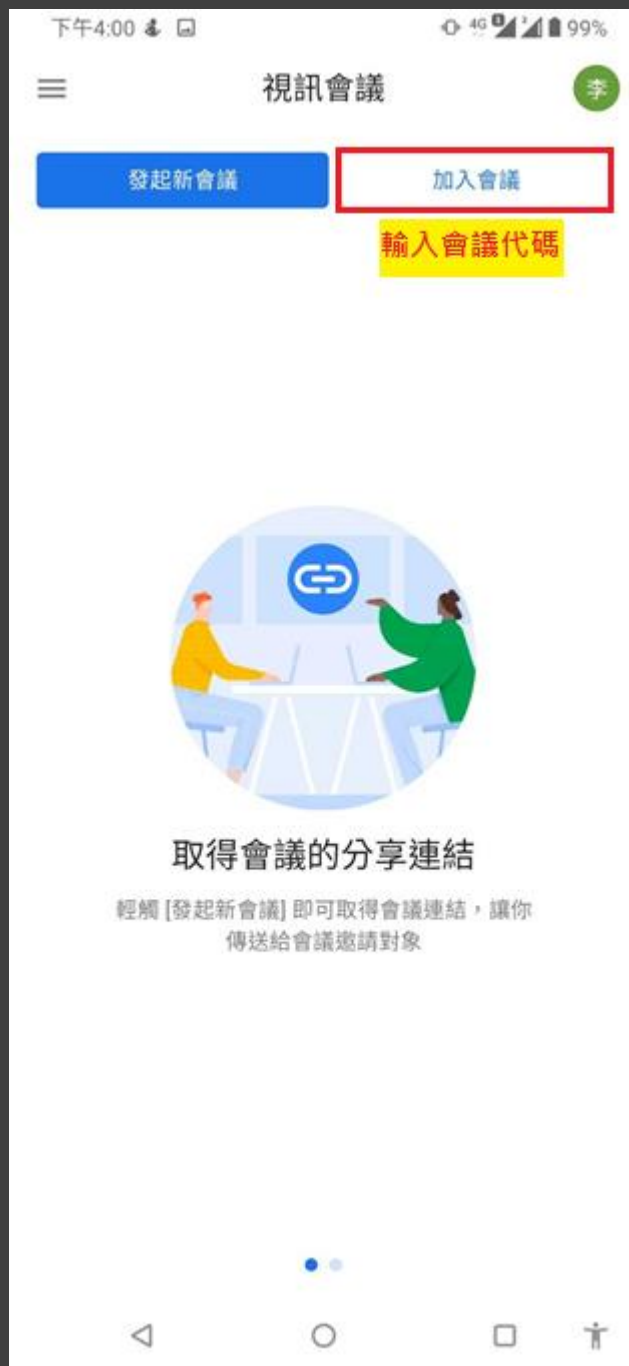 下午4:00
4G 99%
視訊會議
李
發起新會議
加入會議
輸入會議代碼
取得會議的分享連結
輕觸 [發起新會議] 即可取得會議連結，讓你
傳送給會議邀請對象